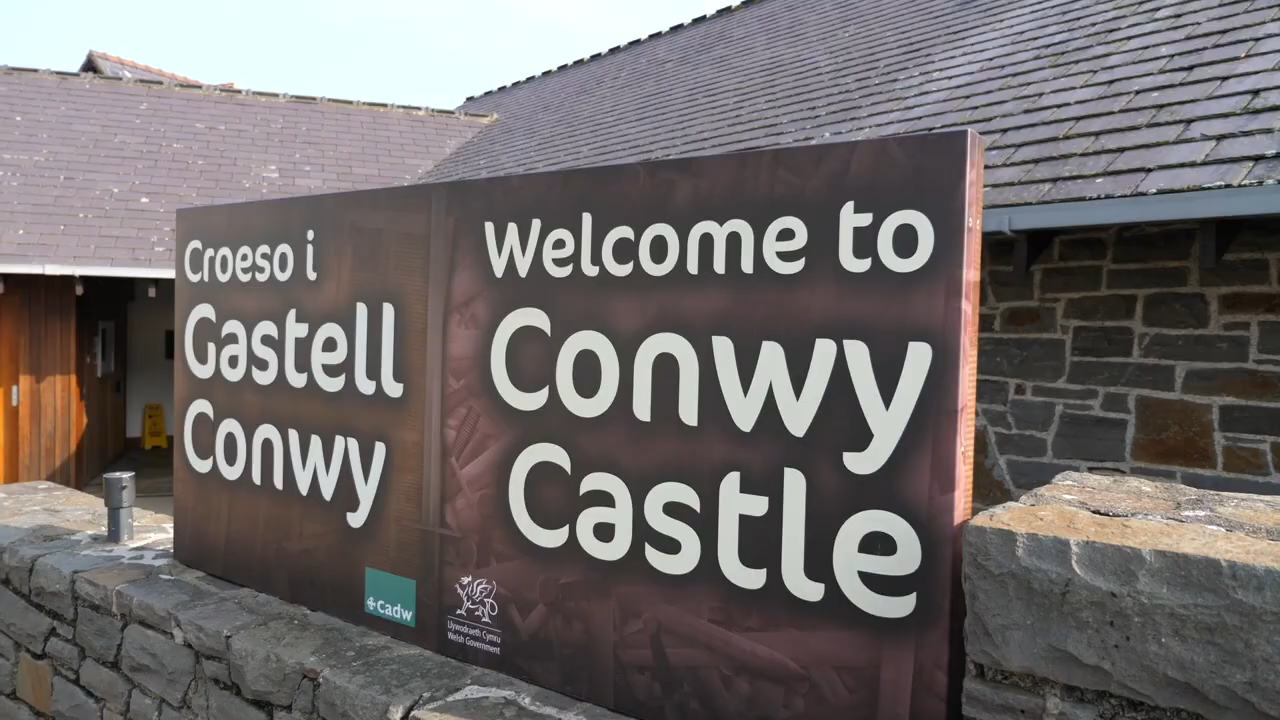 Croeso i
Gastell
Conwy
Welcome to
Conwy
Castle
Cadw
Llywodraeth Cymru
Welsh Government